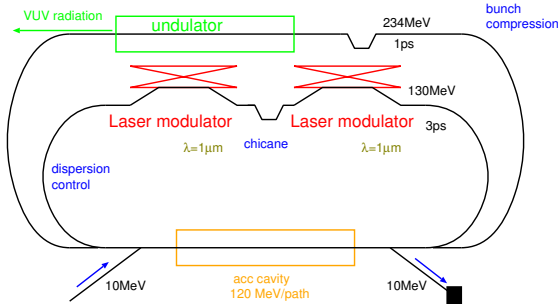 VUV radiation
undulator
234MeV
1ps
bunch
compression
130MeV
3ps
Laser modulator
Laser modulator
λ=1μm
chicane
λ=1μm
dispersion
control
10MeV
acc cavity
120 MeV/path
10MeV